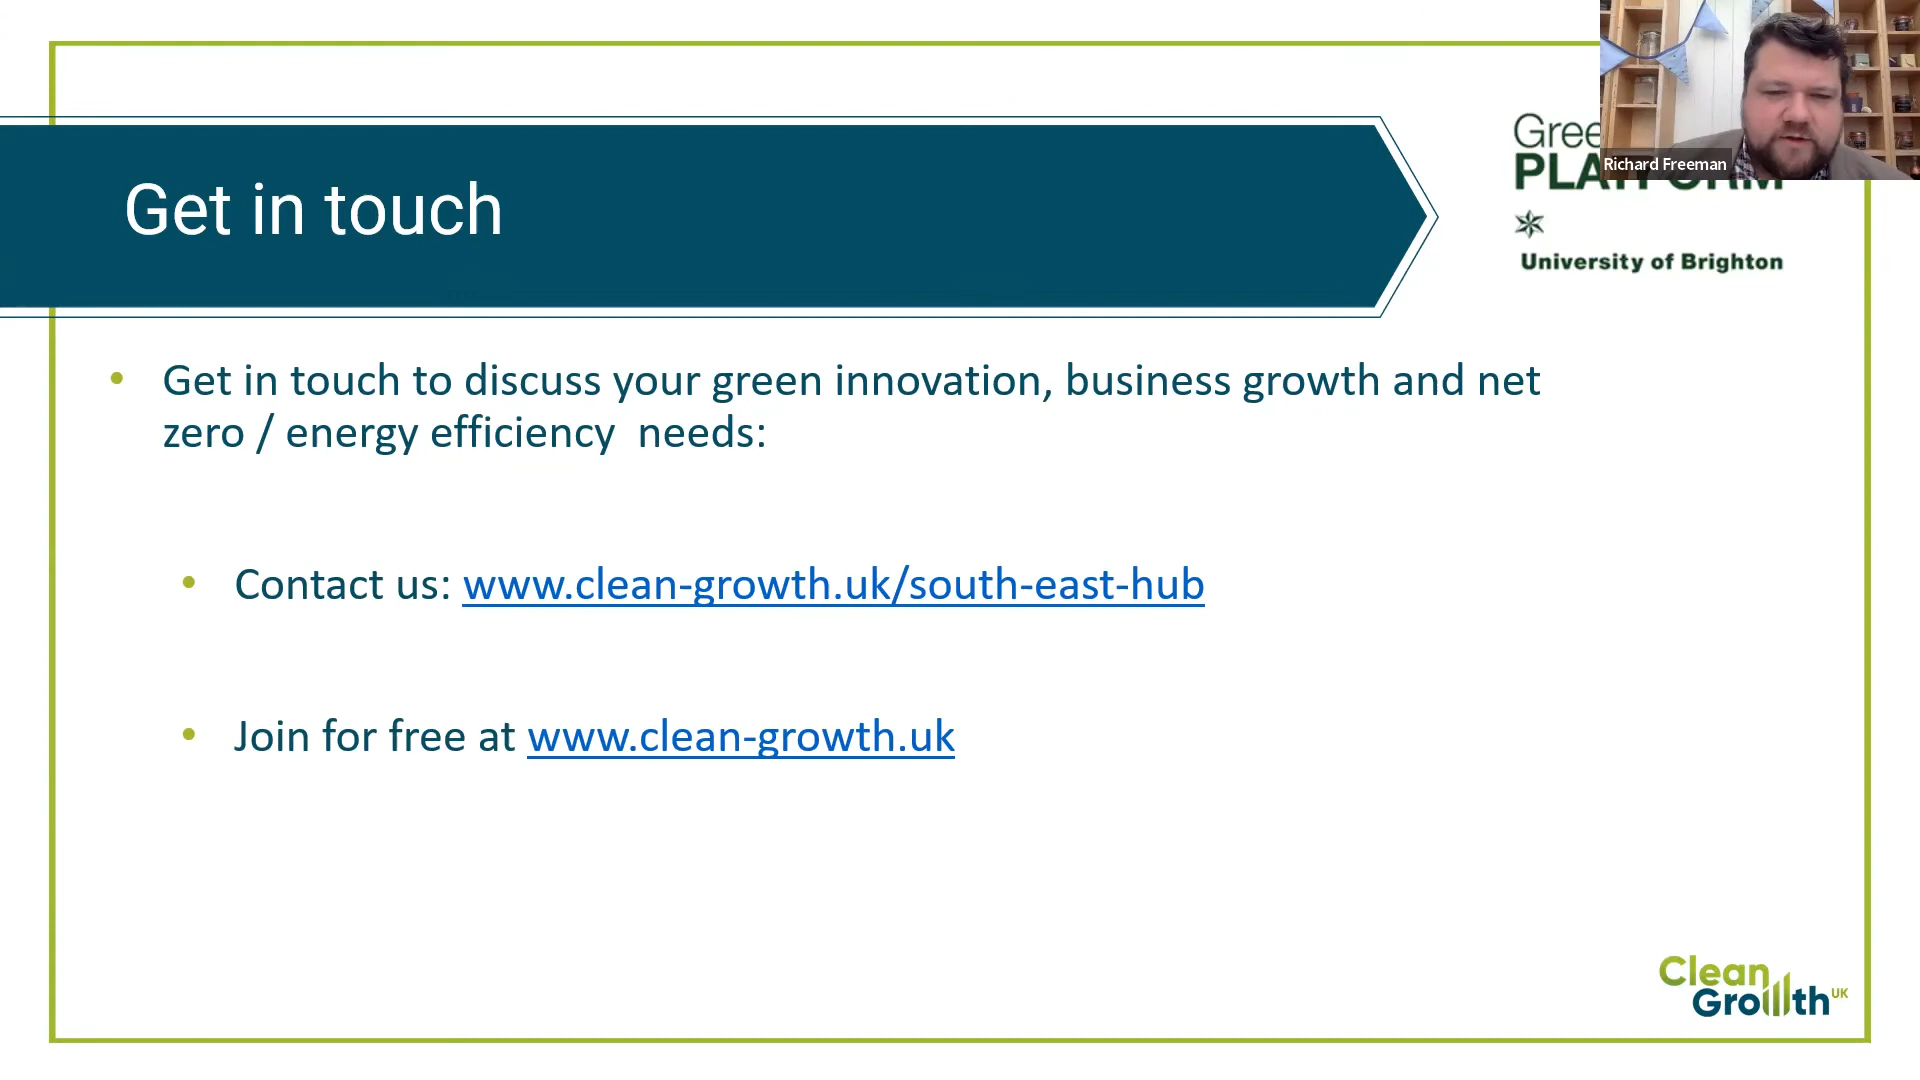 Richard Freeman
PLATFORM
University of Brighton
Get in touch
• Get in touch to discuss your green innovation, business growth and net
zero / energy efficiency  needs:
• Contact us: www.clean-growth.uk/south-east-hub
• Join for free at www.clean-growth.uk
Clean
Growth UK